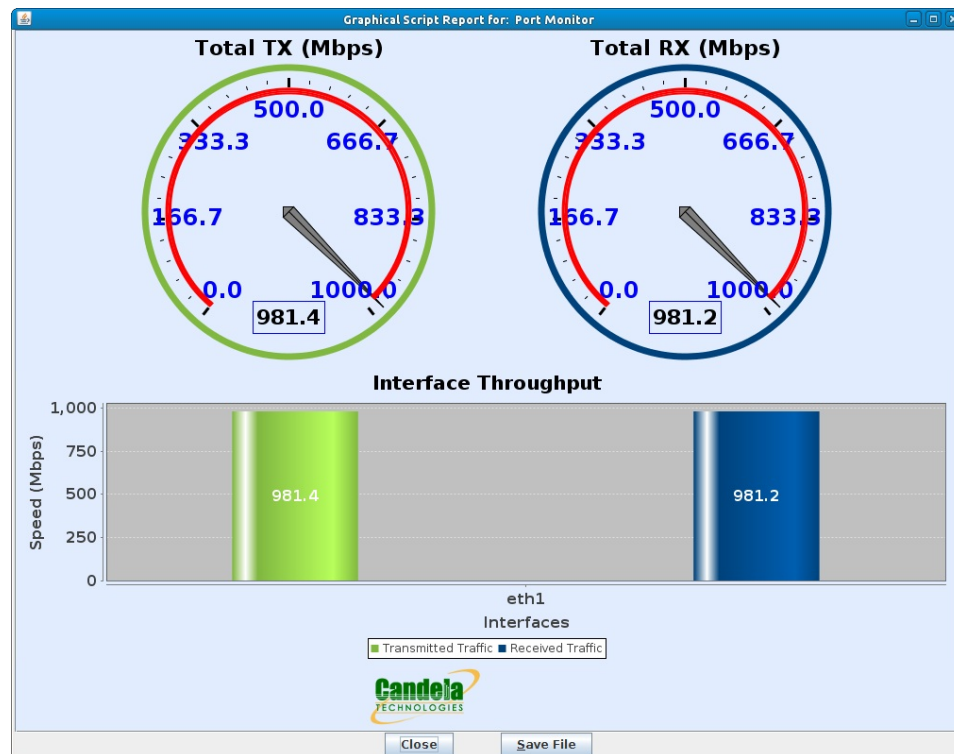 Graphical Script Report for: Port Monitor
Total TX (Mbps)
Total RX (Mbps)
500.0
333.3
666.7
166.7
833.3
0.0
1000.0
981.4
500.0
333.3
666.7
166.7
833.3
0.0
1000.0
981.2
Interface Throughput
Speed (Mbps)
1,000
750
500
250
0
981.4
981.2
eth1
Interfaces
Transmitted Traffic
Received Traffic
Candela
TECHNOLOGIES
Close
Save File